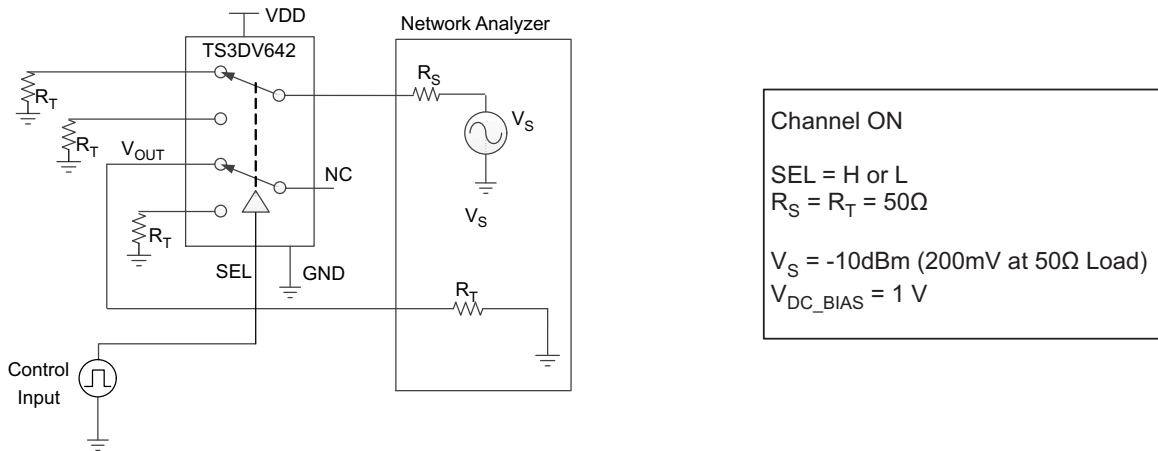 VDD
Network Analyzer
TS3DV642
R_S
R_T
V_S
R_T
V_OUT
NC
V_S
R_T
SEL
GND
R_T
Control
Input
Channel ON
SEL = H or L
R_S = R_T = 50Ω
V_S = -10dBm (200mV at 50Ω Load)
V_DC_BIAS = 1 V